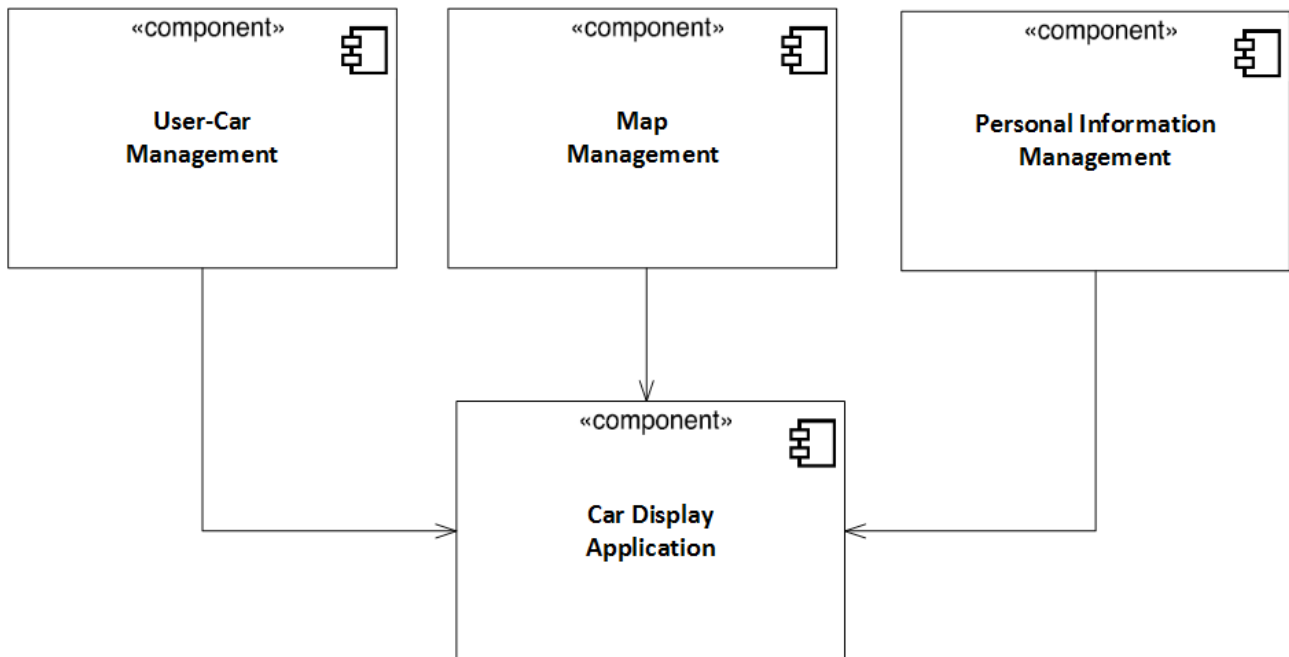 «component»
User-Car
Management
«component»
Map
Management
«component»
Personal Information
Management
«component»
Car Display
Application